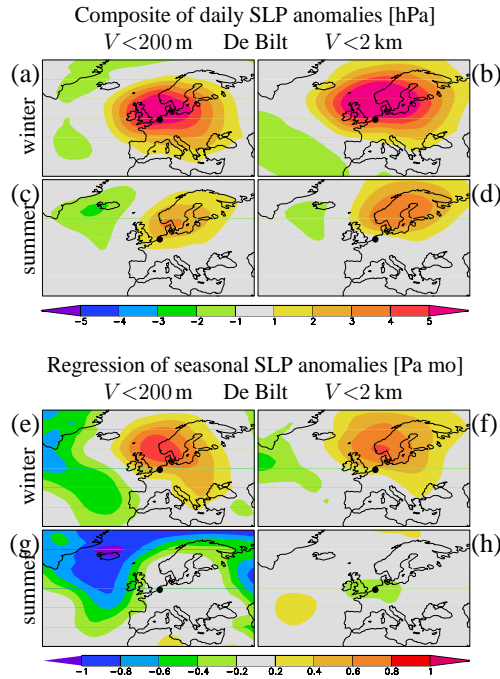 Composite of daily SLP anomalies [hPa]
V<200 m De Bilt V<2 km
(a) (b)
winter
(c) (d)
summer
-5 -4 -3 -2 -1 1 2 3 4 5
Regression of seasonal SLP anomalies [Pa mo]
V<200 m De Bilt V<2 km
(e) (f)
winter
(g) (h)
summer
-1 -0.8 -0.6 -0.4 -0.2 0.2 0.4 0.6 0.8 1